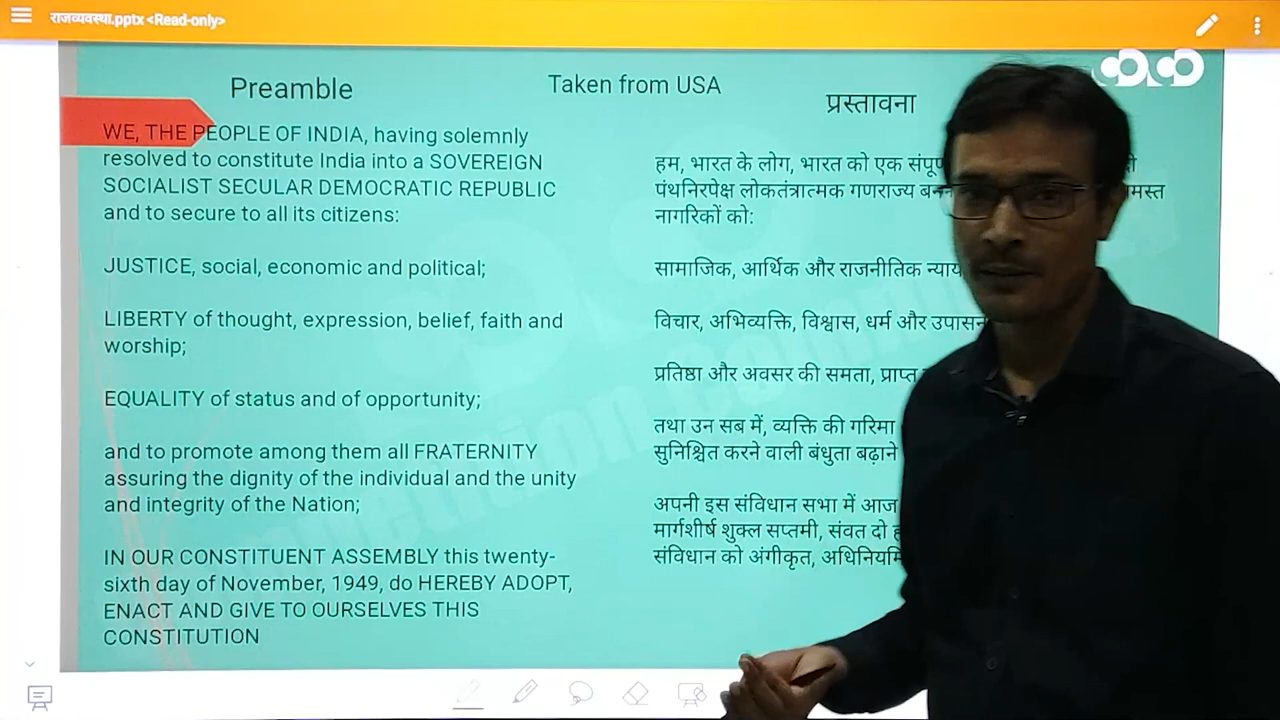 राजव्यवस्था.pptx <Read-only>
Preamble
Taken from USA
प्रस्तावना
WE, THE PEOPLE OF INDIA, having solemnly
resolved to constitute India into a SOVEREIGN
SOCIALIST SECULAR DEMOCRATIC REPUBLIC
and to secure to all its citizens:
JUSTICE, social, economic and political;
LIBERTY of thought, expression, belief, faith and
worship;
EQUALITY of status and of opportunity;
and to promote among them all FRATERNITY
assuring the dignity of the individual and the unity
and integrity of the Nation;
IN OUR CONSTITUENT ASSEMBLY this twenty-
sixth day of November, 1949, do HEREBY ADOPT,
ENACT AND GIVE TO OURSELVES THIS
CONSTITUTION
हम, भारत के लोग, भारत को एक
पंथनिरपेक्ष लोकतंत्रात्मक गणराज्य
नागरिकों को:
सामाजिक, आर्थिक और राजनीतिक न्याय
विचार, अभिव्यक्ति, विश्वास, धर्म और
प्रतिष्ठा और अवसर की समता, प्राप्त
तथा उन सब में, व्यक्ति की गरिमा
सुनिश्चित करने वाली बंधुता बढ़ाने
अपनी इस संविधान सभा में आज
मार्गशीर्ष शुक्ल सप्तमी, संवत दो
संविधान को अंगीकृत,